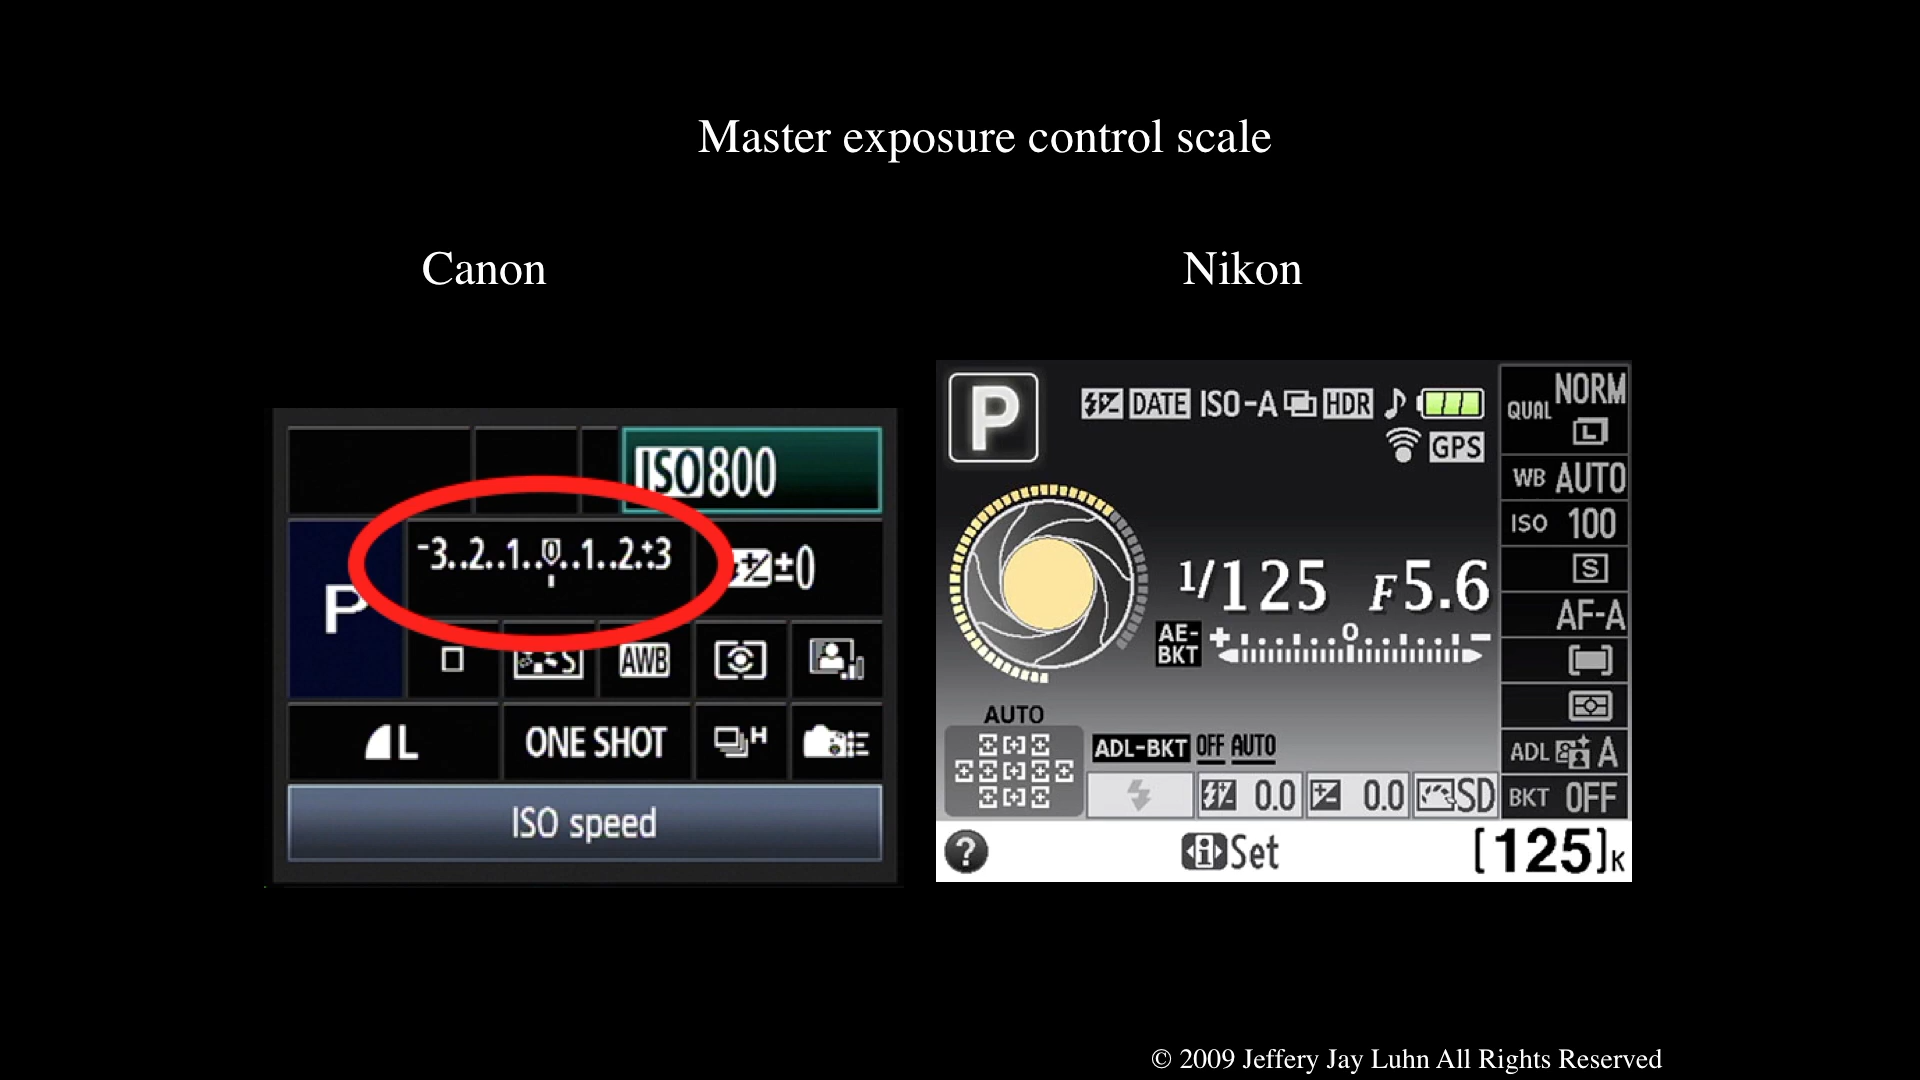 Master exposure control scale
Canon
Nikon
ISO 800
-3..2..1..0..1..2.+3
±0
P
S
AWB
L
ONE SHOT
H
ISO speed
P
DATE ISO-A HDR
GPS
1/125 F5.6
AE-
BKT
+ 0 -
AUTO
ADL-BKT OFF AUTO
0.0 0.0 SD
? i Set [125]K
QUAL NORM
L
WB AUTO
ISO 100
S
AF-A
ADL A
BKT OFF
© 2009 Jeffery Jay Luhn All Rights Reserved